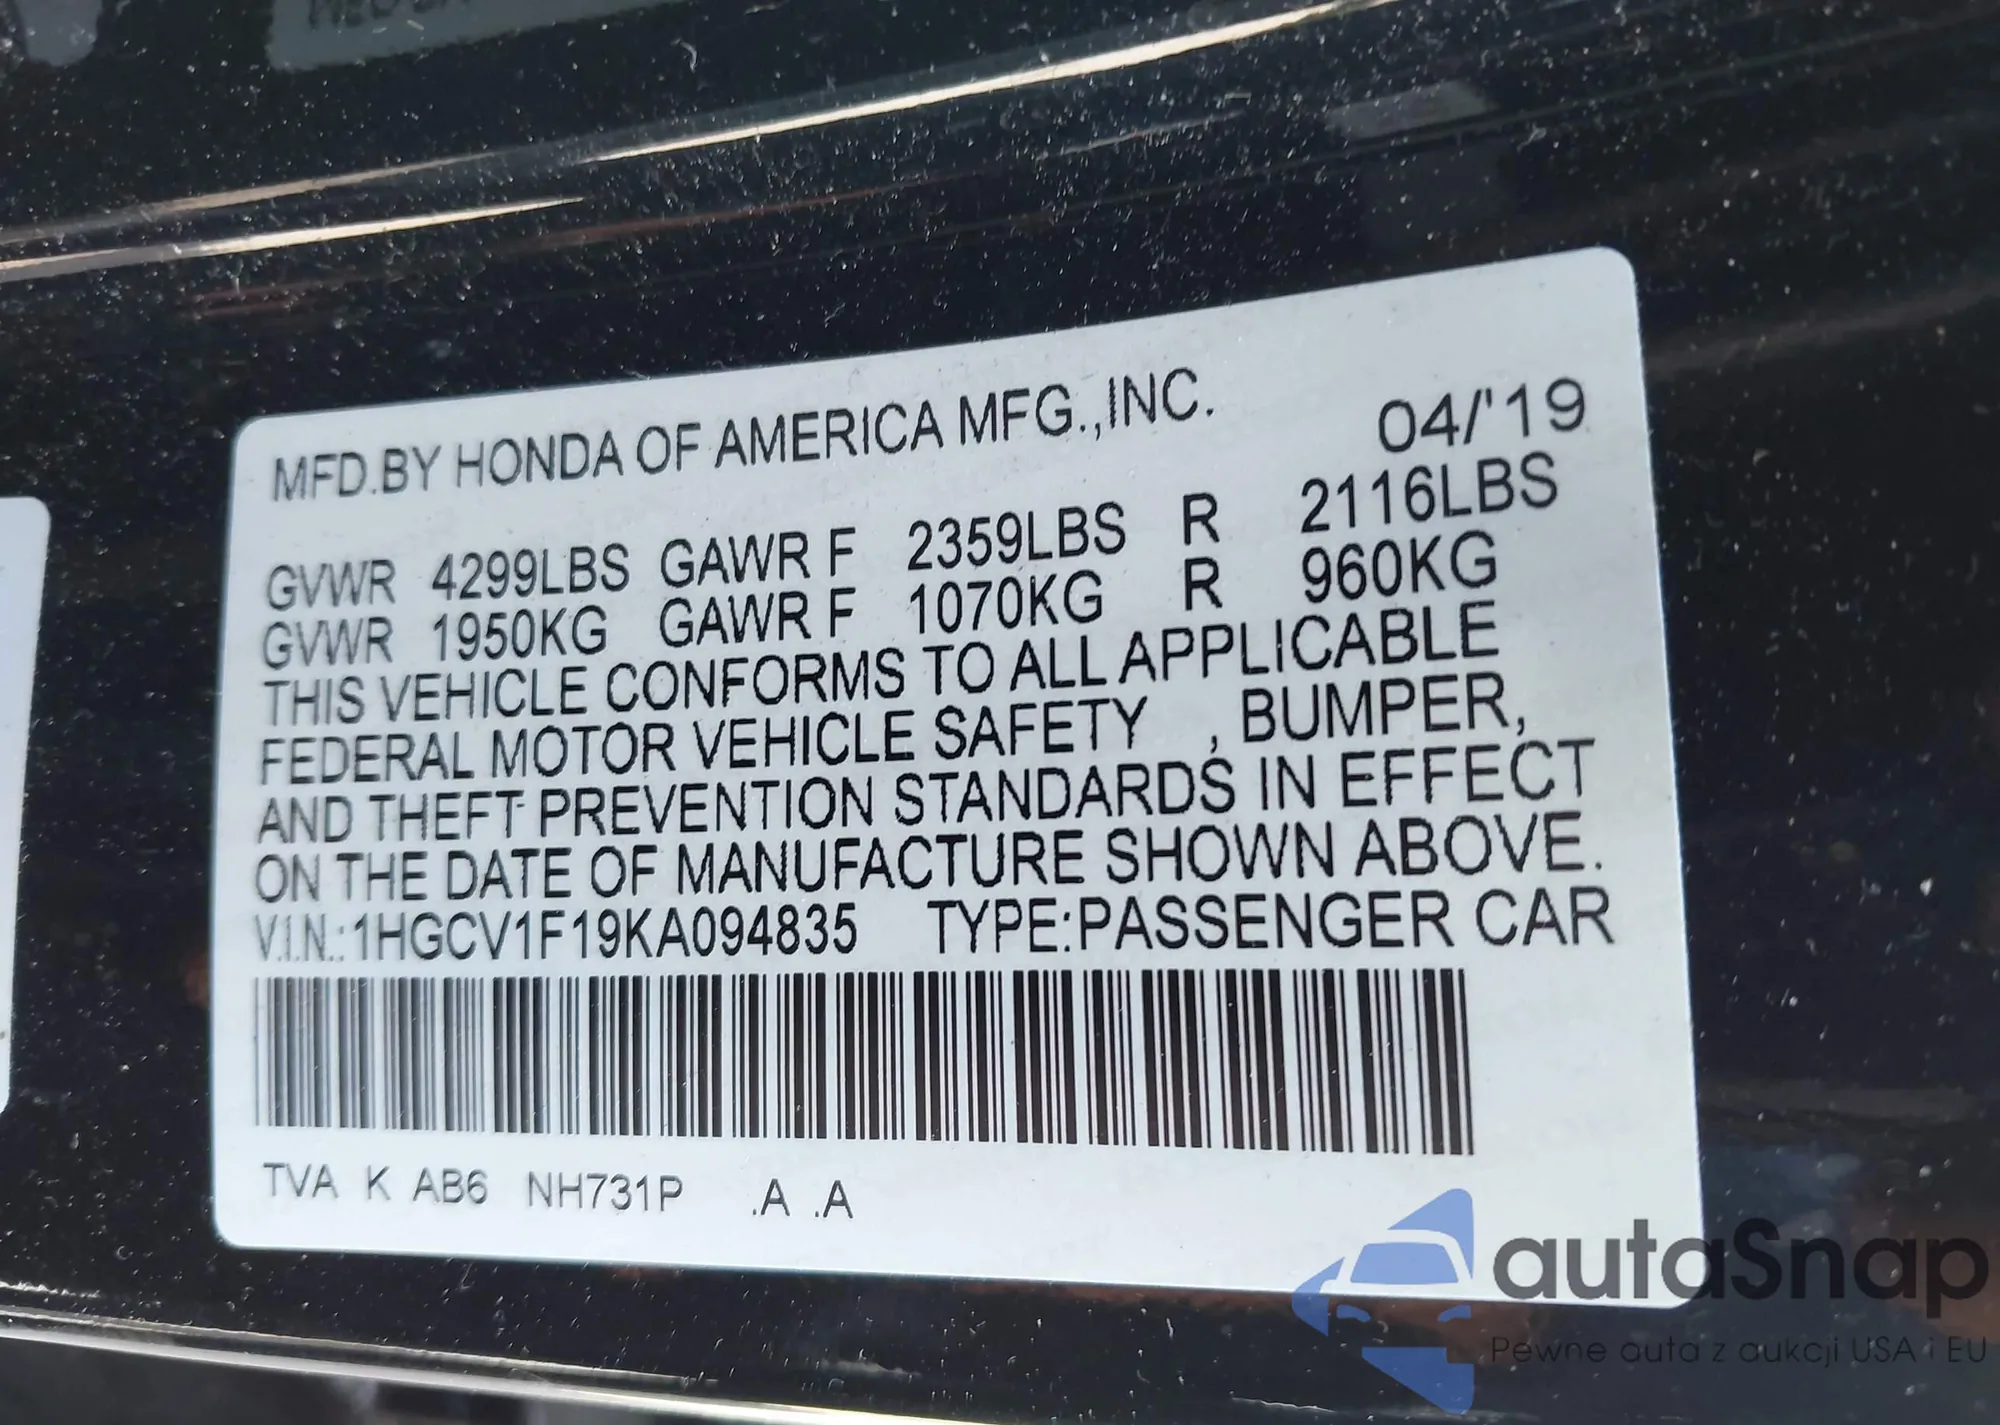 MFD.BY HONDA OF AMERICA MFG.,INC. 04/'19
GVWR 4299LBS GAWR F 2359LBS R 2116LBS
GVWR 1950KG GAWR F 1070KG R 960KG
THIS VEHICLE CONFORMS TO ALL APPLICABLE
FEDERAL MOTOR VEHICLE SAFETY , BUMPER,
AND THEFT PREVENTION STANDARDS IN EFFECT
ON THE DATE OF MANUFACTURE SHOWN ABOVE.
V.I.N.:1HGCV1F19KA094835 TYPE:PASSENGER CAR
TVA K AB6 NH731P .A .A
autaSnap
Pewne auta z aukcji USA i EU